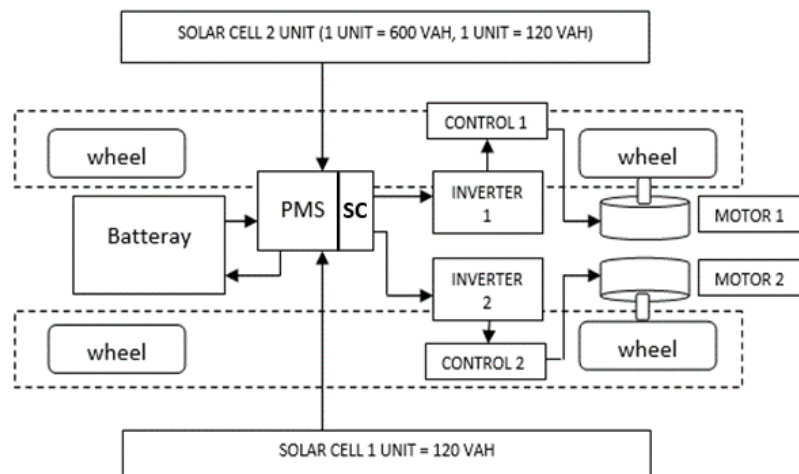 SOLAR CELL 2 UNIT (1 UNIT = 600 VAH, 1 UNIT = 120 VAH)
CONTROL 1
wheel
wheel
PMS
SC
INVERTER
1
MOTOR 1
Batteray
INVERTER
2
MOTOR 2
wheel
CONTROL 2
wheel
SOLAR CELL 1 UNIT = 120 VAH